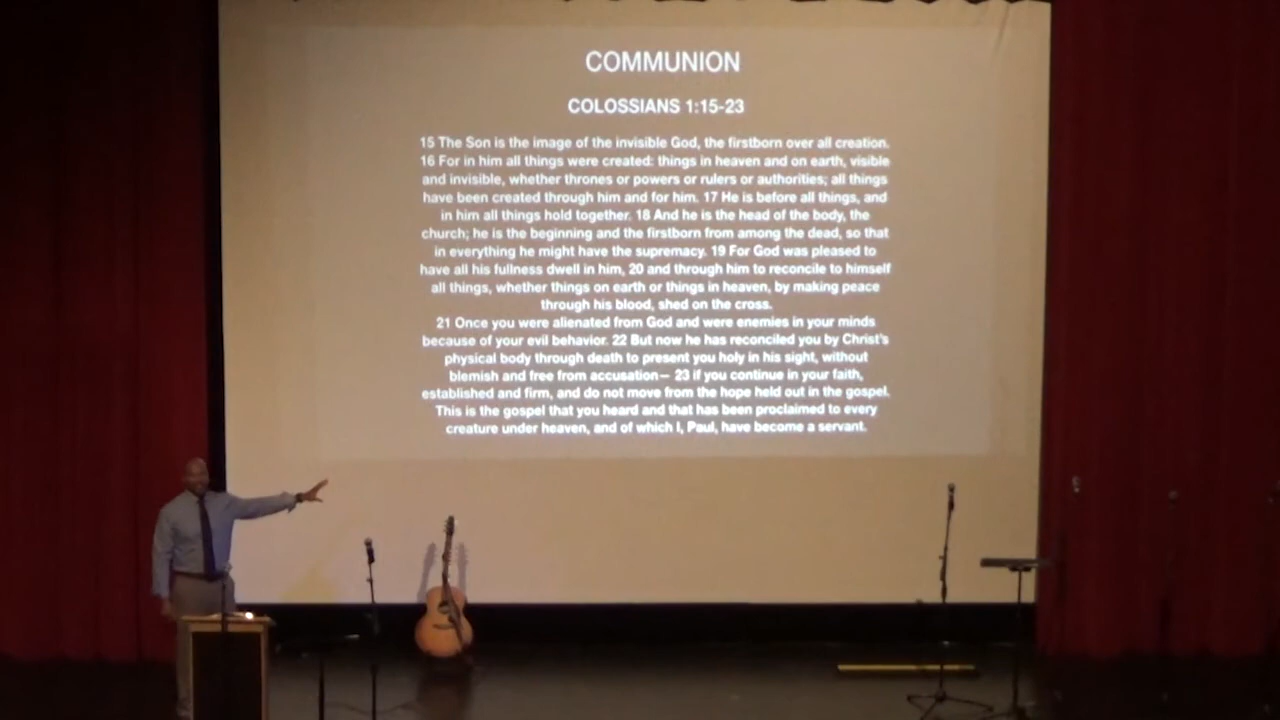 COMMUNION
COLOSSIANS 1:15-23
15 The Son is the image of the invisible God, the firstborn over all creation.
16 For in him all things were created: things in heaven and on earth, visible
and invisible, whether thrones or powers or rulers or authorities; all things
have been created through him and for him. 17 He is before all things, and
in him all things hold together. 18 And he is the head of the body, the
church; he is the beginning and the firstborn from among the dead, so that
in everything he might have the supremacy. 19 For God was pleased to
have all his fullness dwell in him, 20 and through him to reconcile to himself
all things, whether things on earth or things in heaven, by making peace
through his blood, shed on the cross.
21 Once you were alienated from God and were enemies in your minds
because of your evil behavior. 22 But now he has reconciled you by Christ's
physical body through death to present you holy in his sight, without
blemish and free from accusation— 23 if you continue in your faith,
established and firm, and do not move from the hope held out in the gospel.
This is the gospel that you heard and that has been proclaimed to every
creature under heaven, and of which I, Paul, have become a servant.